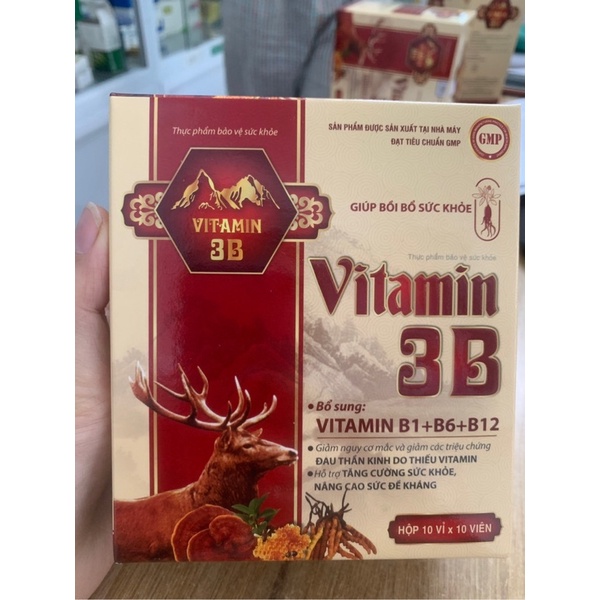 Thực phẩm bảo vệ sức khỏe
VITAMIN
3B
SẢN PHẨM ĐƯỢC SẢN XUẤT TẠI NHÀ MÁY
ĐẠT TIÊU CHUẨN GMP
GMP
GIÚP BỒI BỔ SỨC KHỎE
Thực phẩm bảo vệ sức khỏe
Vitamin
3B
• Bổ sung:
VITAMIN B1+B6+B12
• Giảm nguy cơ mắc và giảm các triệu chứng
ĐAU THẦN KINH DO THIẾU VITAMIN
• Hỗ trợ TĂNG CƯỜNG SỨC KHỎE,
NÂNG CAO SỨC ĐỀ KHÁNG
HỘP 10 VỈ x 10 VIÊN